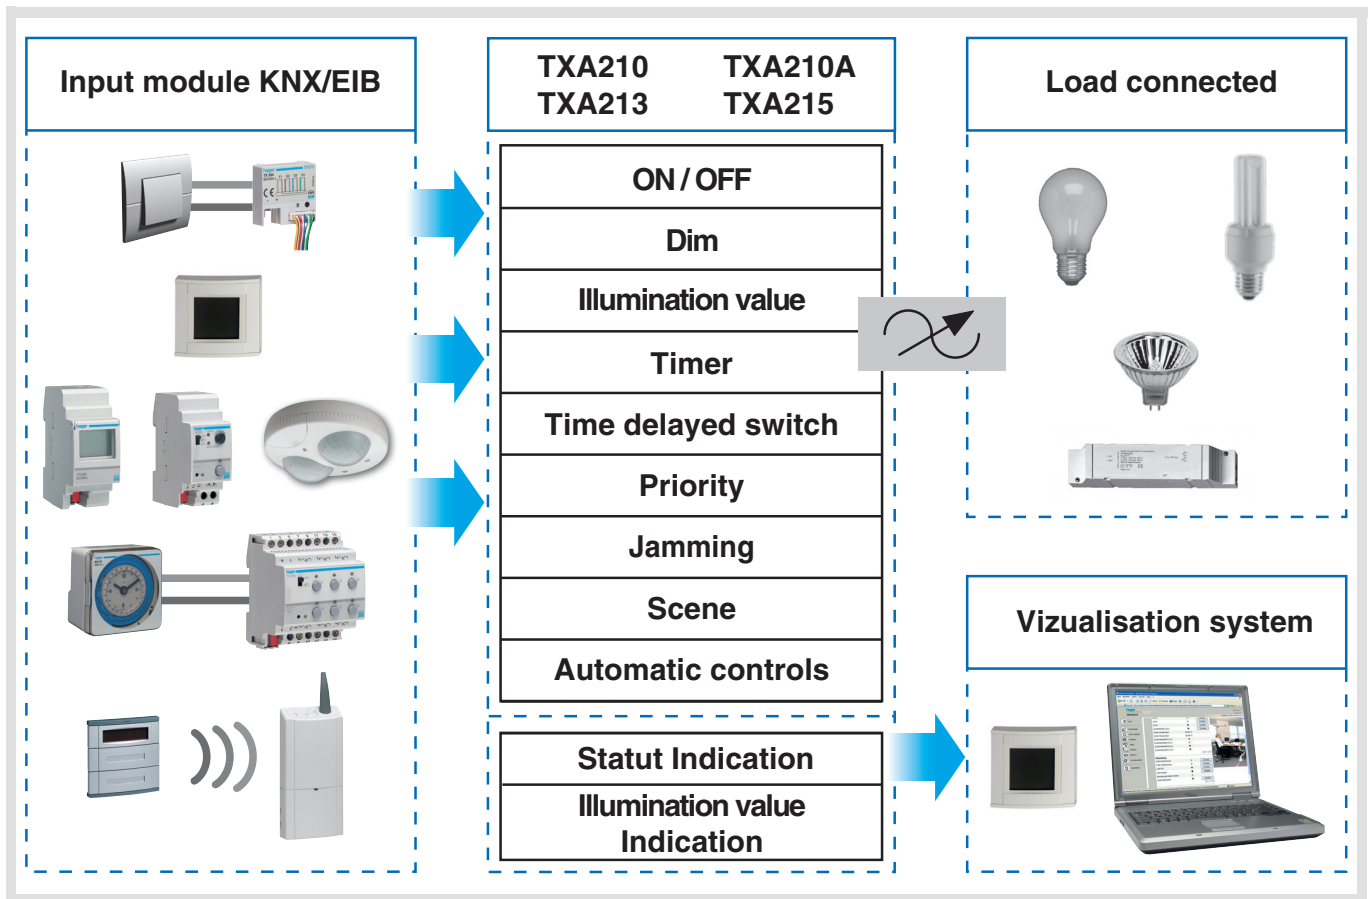 Input module KNX/EIB
TXA210 TXA210A
TXA213 TXA215
Load connected
ON / OFF
Dim
Illumination value
Timer
Time delayed switch
Priority
Jamming
Scene
Automatic controls
Statut Indication
Illumination value
Indication
Vizualisation system